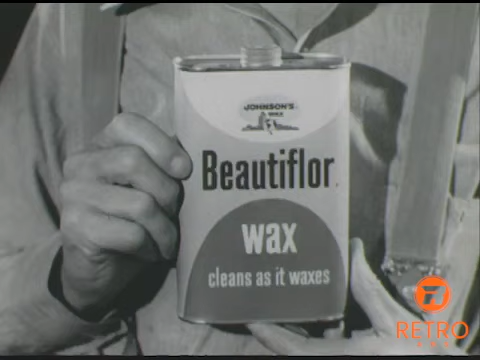 JOHNSON'S
WAX
Beautiflor
wax
cleans as it waxes
RETRO